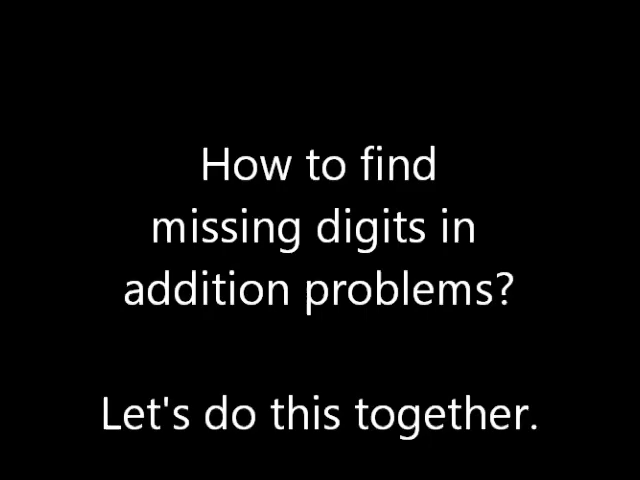 How to find
missing digits in
addition problems?
Let's do this together.